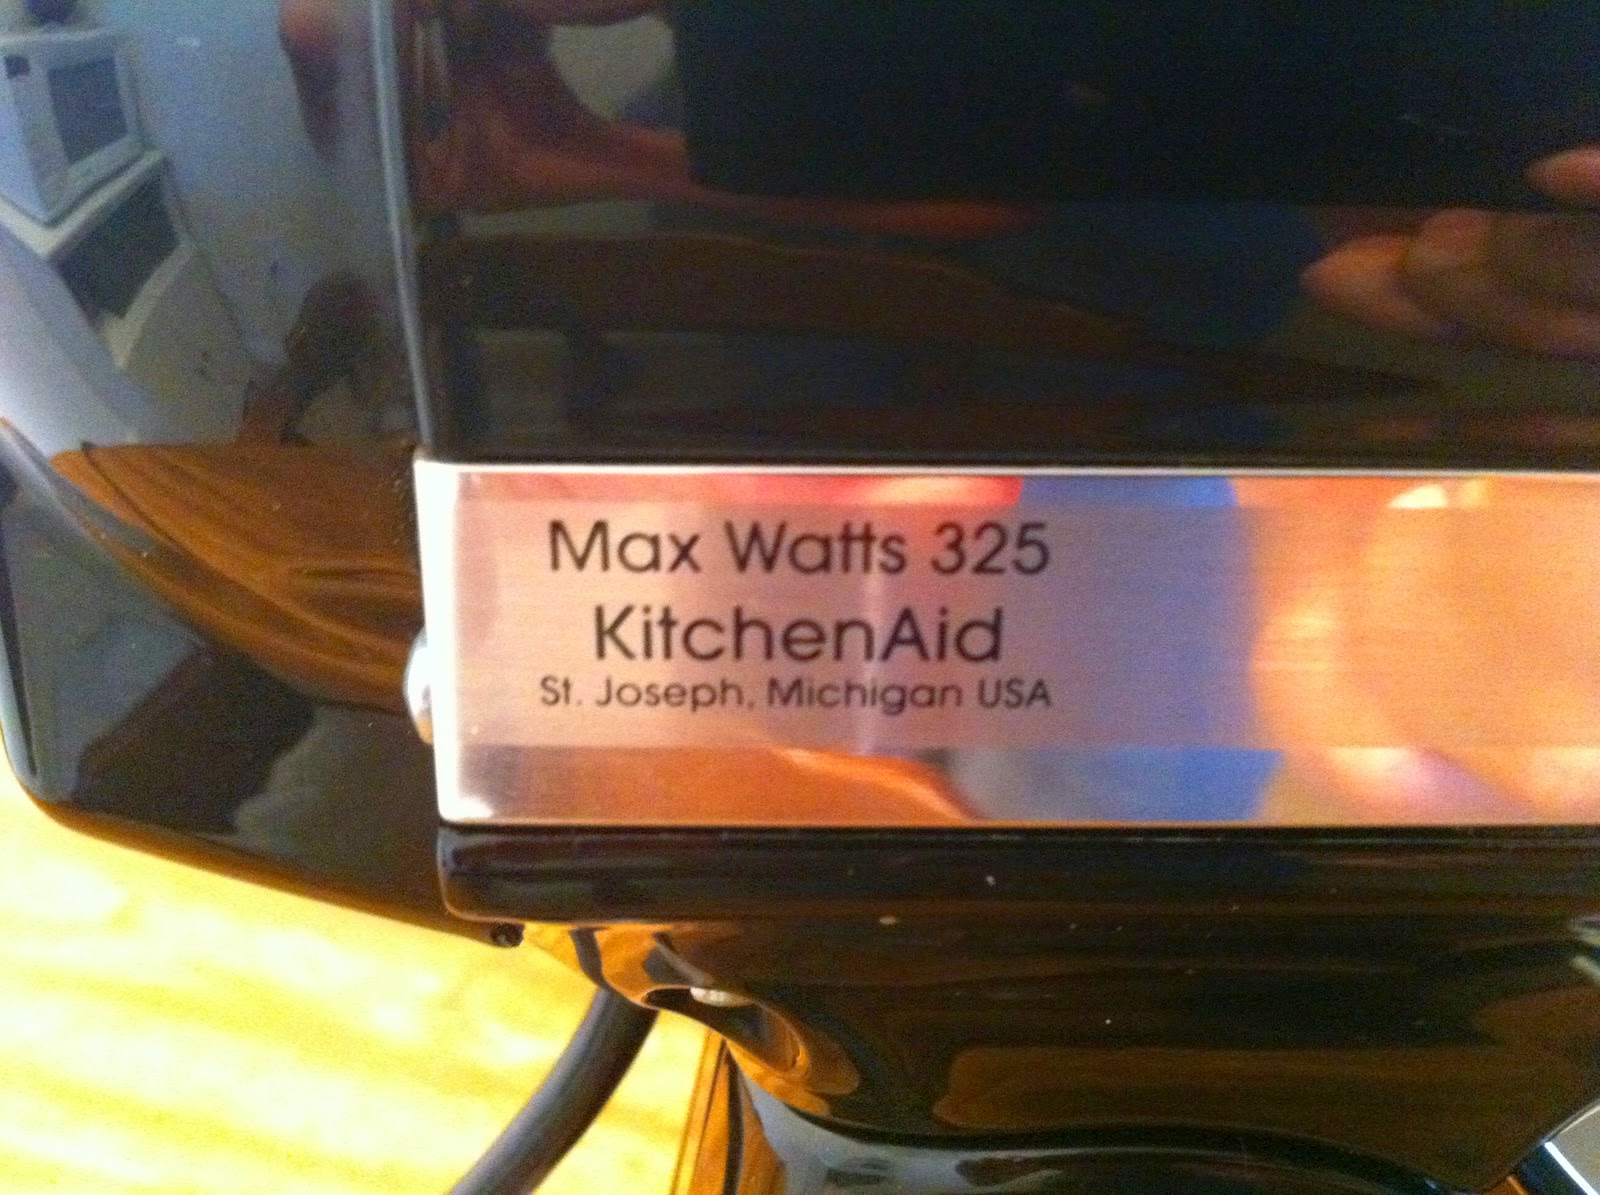 Max Watts 325
KitchenAid
St. Joseph, Michigan USA